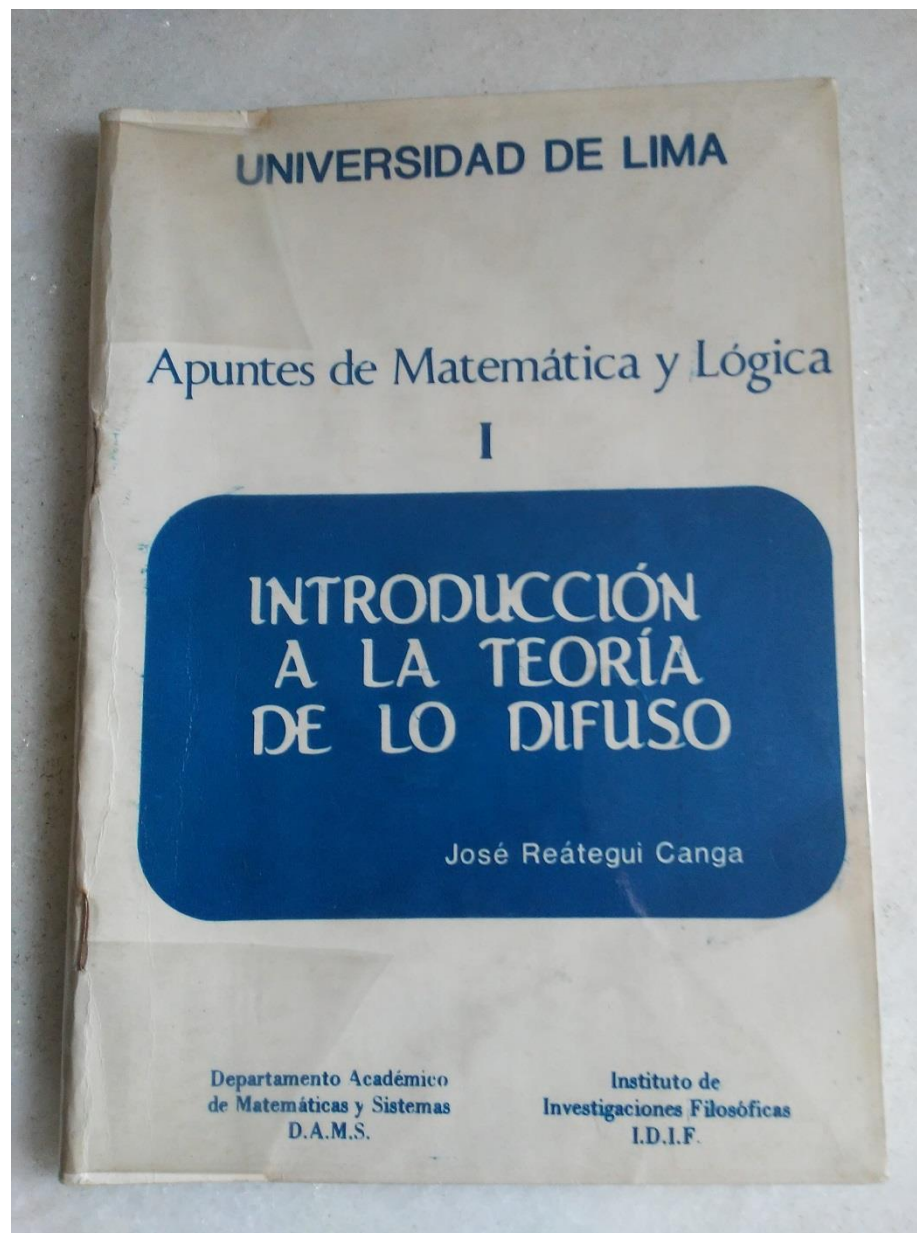 UNIVERSIDAD DE LIMA
Apuntes de Matemática y Lógica
I
INTRODUCCIÓN
A LA TEORÍA
DE LO DIFUSO
José Reátegui Canga
Departamento Académico
de Matemáticas y Sistemas
D.A.M.S.
Instituto de
Investigaciones Filosóficas
I.D.I.F.